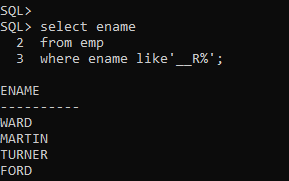 SQL>
SQL> select ename
  2  from emp
  3  where ename like'__R%';
ENAME
----------
WARD
MARTIN
TURNER
FORD